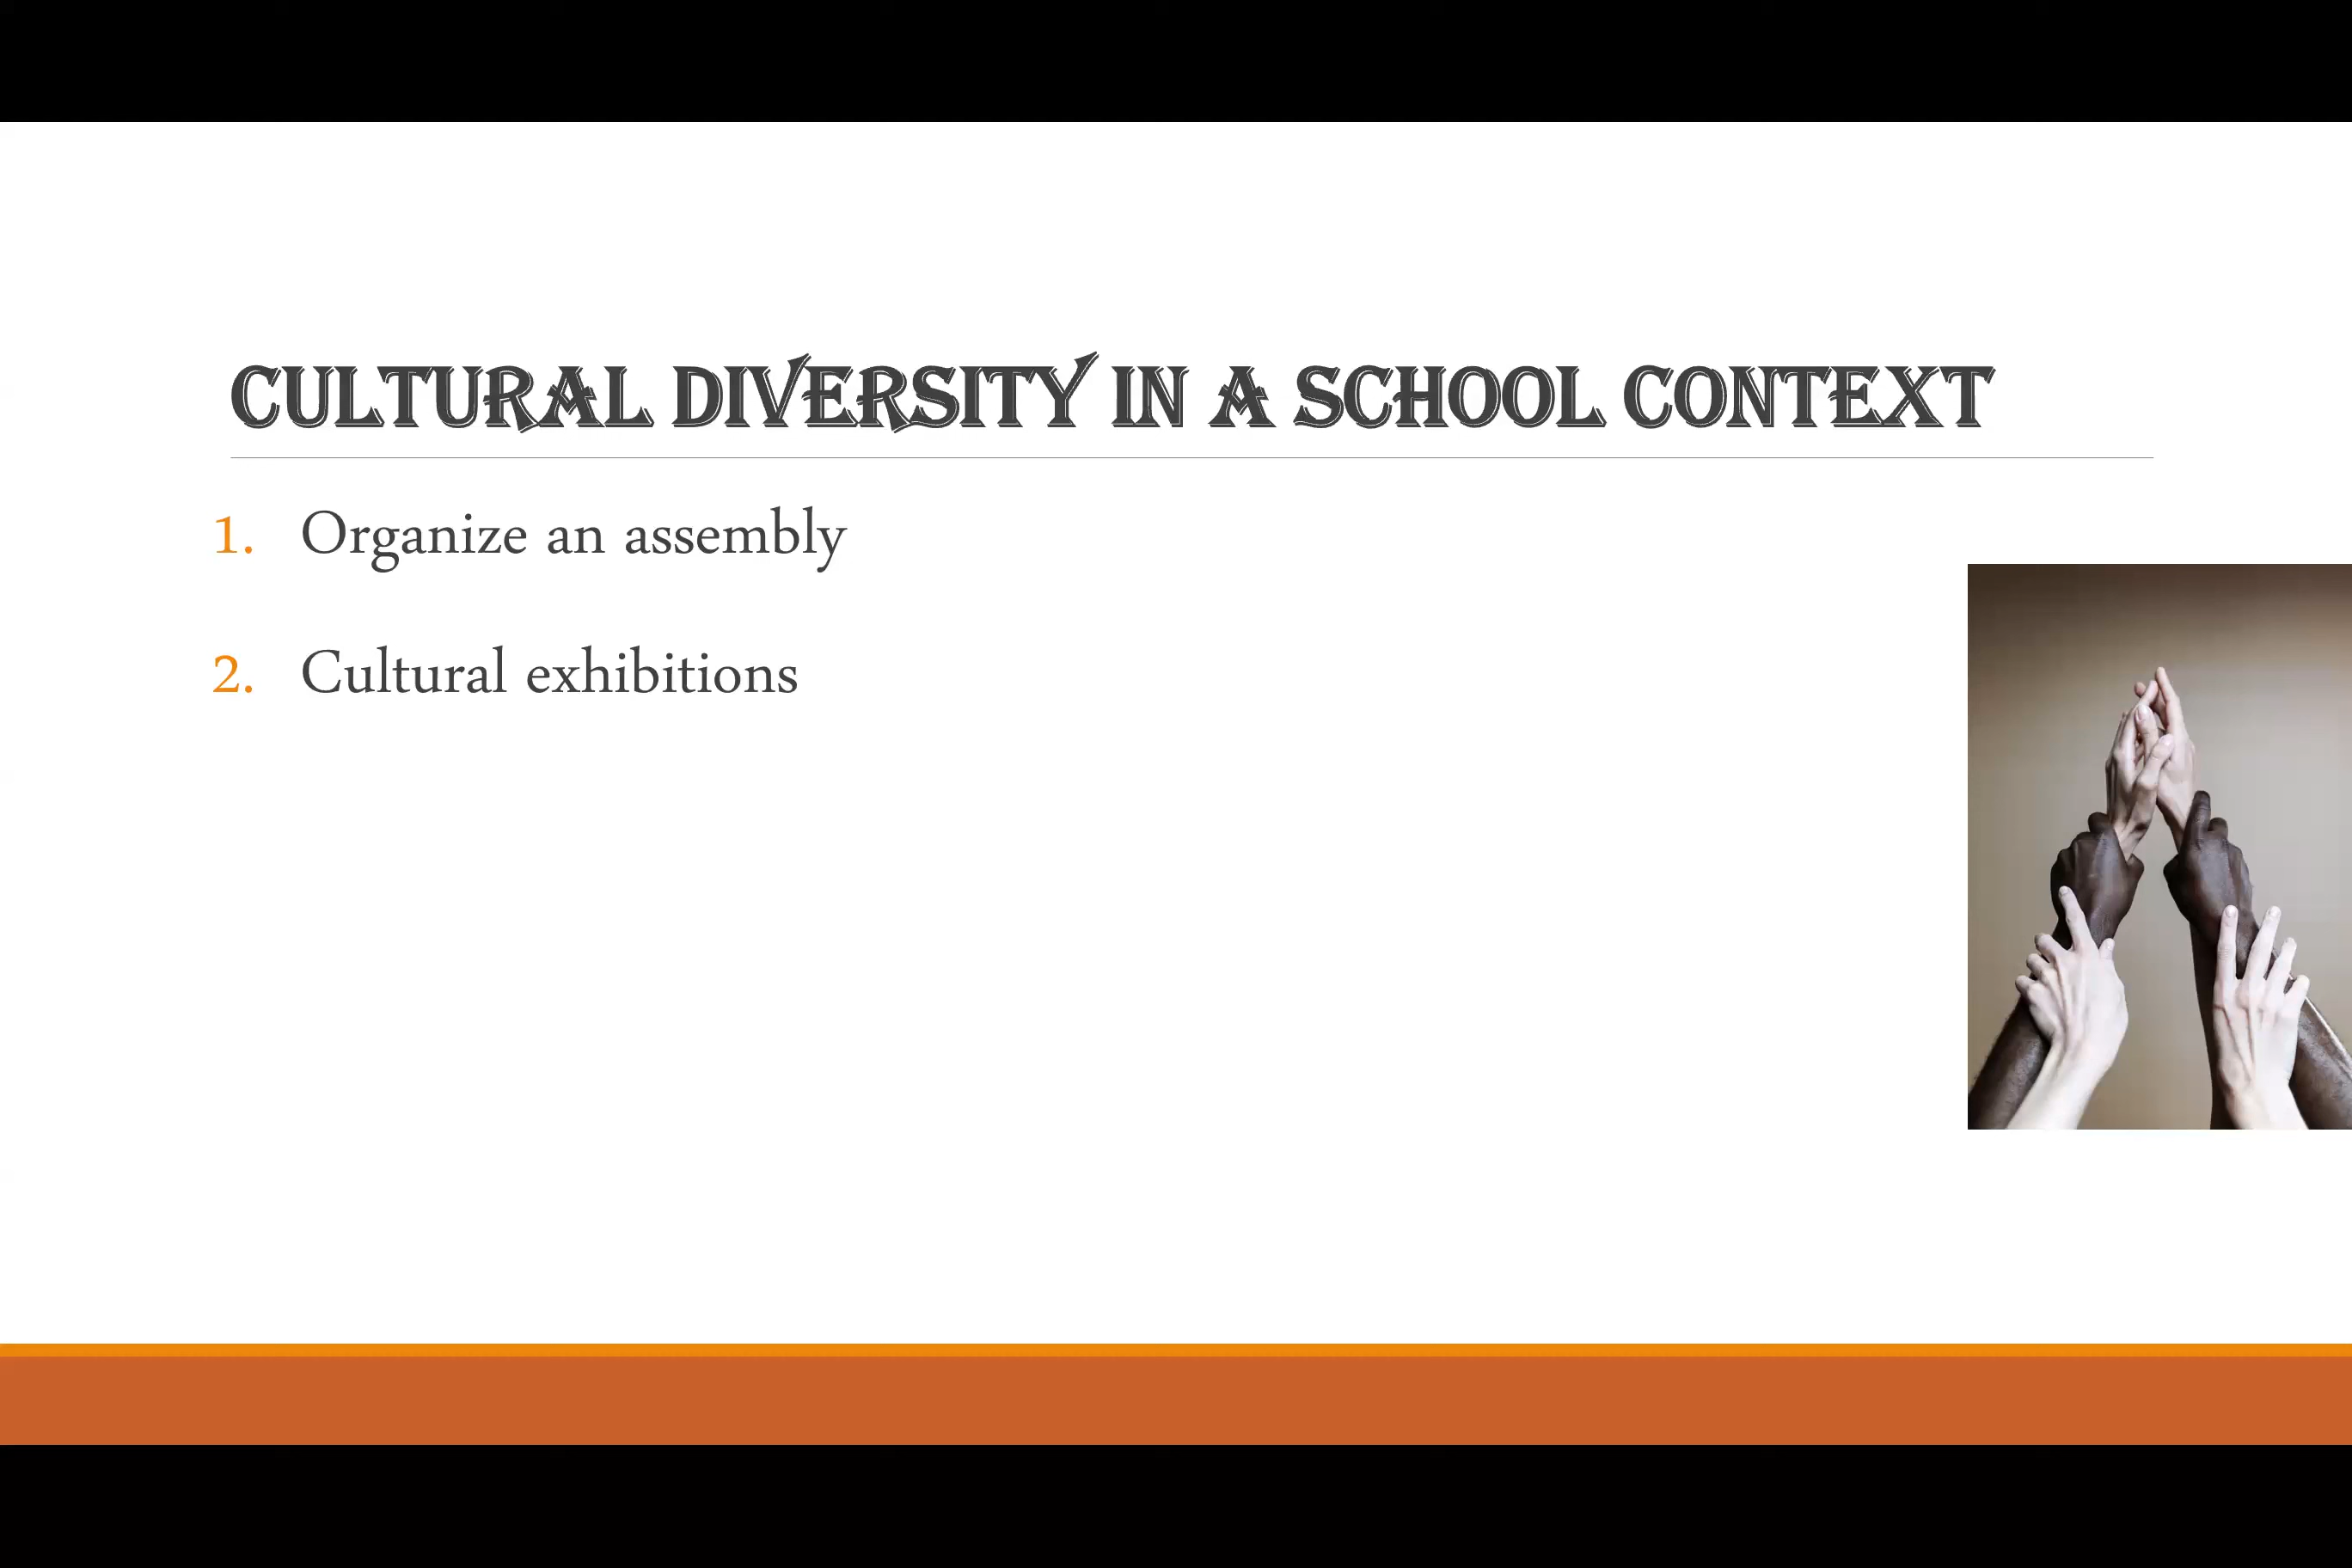 CULTURAL DIVERSITY IN A SCHOOL CONTEXT
1. Organize an assembly
2. Cultural exhibitions